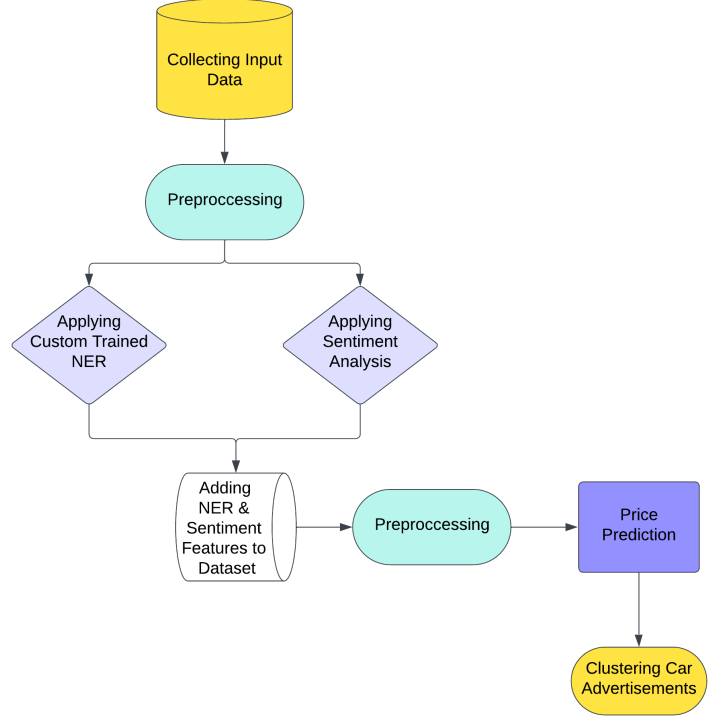 Collecting Input
Data
Preproccessing
Applying
Custom Trained
NER
Applying
Sentiment
Analysis
Adding
NER &
Sentiment
Features to
Dataset
Preproccessing
Price
Prediction
Clustering Car
Advertisements